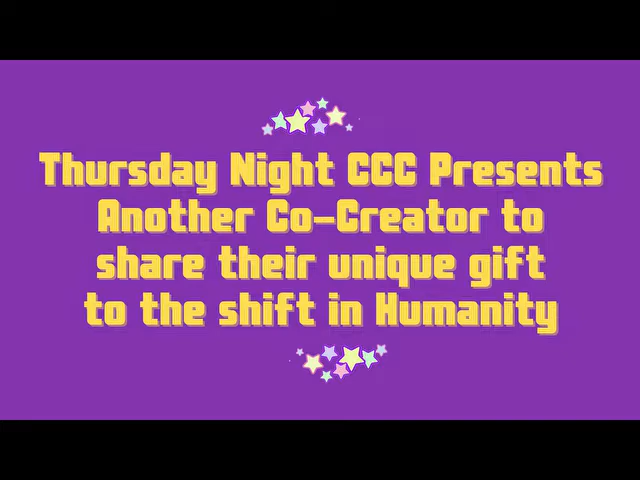 Thursday Night CCC Presents
Another Co-Creator to
share their unique gift
to the shift in Humanity